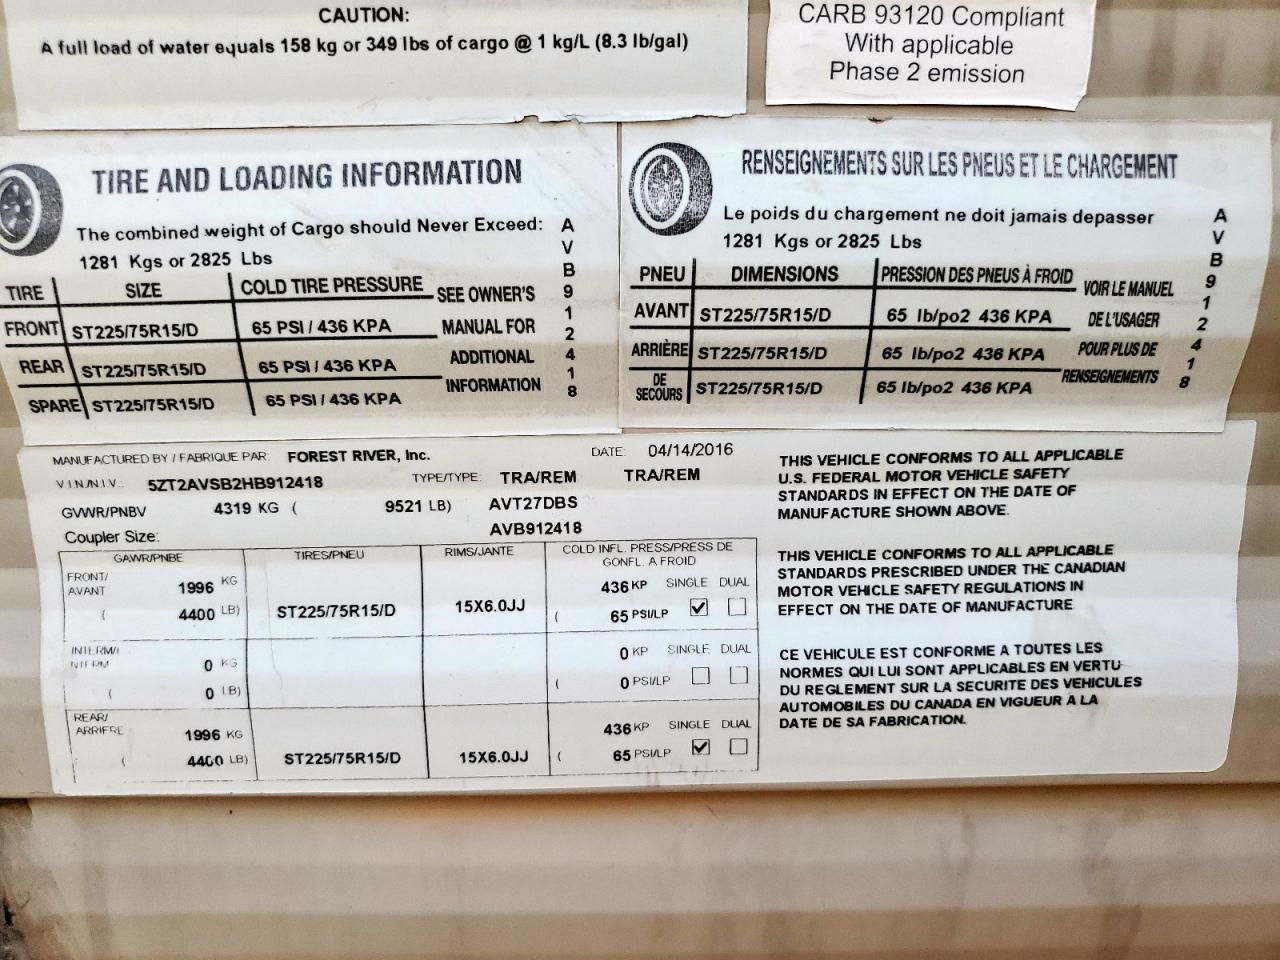 CAUTION:
A full load of water equals 158 kg or 349 lbs of cargo @ 1 kg/L (8.3 lb/gal)
CARB 93120 Compliant
With applicable
Phase 2 emission
TIRE AND LOADING INFORMATION
The combined weight of Cargo should Never Exceed:
1281 Kgs or 2825 Lbs
TIRE SIZE COLD TIRE PRESSURE
FRONT ST225/75R15/D 65 PSI / 436 KPA
REAR ST225/75R15/D 65 PSI / 436 KPA
SPARE ST225/75R15/D 65 PSI / 436 KPA
SEE OWNER'S
MANUAL FOR
ADDITIONAL
INFORMATION
AVB912418
RENSEIGNEMENTS SUR LES PNEUS ET LE CHARGEMENT
Le poids du chargement ne doit jamais depasser
1281 Kgs or 2825 Lbs
PNEU DIMENSIONS PRESSION DES PNEUS À FROID
AVANT ST225/75R15/D 65 lb/po2 436 KPA
ARRIÈRE ST225/75R15/D 65 lb/po2 436 KPA
DE SECOURS ST225/75R15/D 65 lb/po2 436 KPA
VOIR LE MANUEL
DE L'USAGER
POUR PLUS DE
RENSEIGNEMENTS
AVB912418
MANUFACTURED BY / FABRIQUE PAR: FOREST RIVER, Inc. DATE: 04/14/2016
V.I.N./N.I.V.: 5ZT2AVSB2HB912418 TYPE/TYPE: TRA/REM TRA/REM
GVWR/PNBV 4319 KG ( 9521 LB) AVT27DBS
Coupler Size: AVB912418
GAWR/PNBE TIRES/PNEU RIMS/JANTE COLD INFL. PRESS/PRESS DE
GONFL. A FROID
FRONT/
AVANT 1996 KG 436 KP SINGLE DUAL
( 4400 LB) ST225/75R15/D 15X6.0JJ ( 65 PSI/LP
INTERM/
INTERM 0 KG 0 KP SINGLE DUAL
( 0 LB) ( 0 PSI/LP
REAR/
ARRIERE 1996 KG 436 KP SINGLE DUAL
( 4400 LB) ST225/75R15/D 15X6.0JJ ( 65 PSI/LP
THIS VEHICLE CONFORMS TO ALL APPLICABLE
U.S. FEDERAL MOTOR VEHICLE SAFETY
STANDARDS IN EFFECT ON THE DATE OF
MANUFACTURE SHOWN ABOVE.
THIS VEHICLE CONFORMS TO ALL APPLICABLE
STANDARDS PRESCRIBED UNDER THE CANADIAN
MOTOR VEHICLE SAFETY REGULATIONS IN
EFFECT ON THE DATE OF MANUFACTURE
CE VEHICULE EST CONFORME A TOUTES LES
NORMES QUI LUI SONT APPLICABLES EN VERTU
DU REGLEMENT SUR LA SECURITE DES VEHICULES
AUTOMOBILES DU CANADA EN VIGUEUR A LA
DATE DE SA FABRICATION.